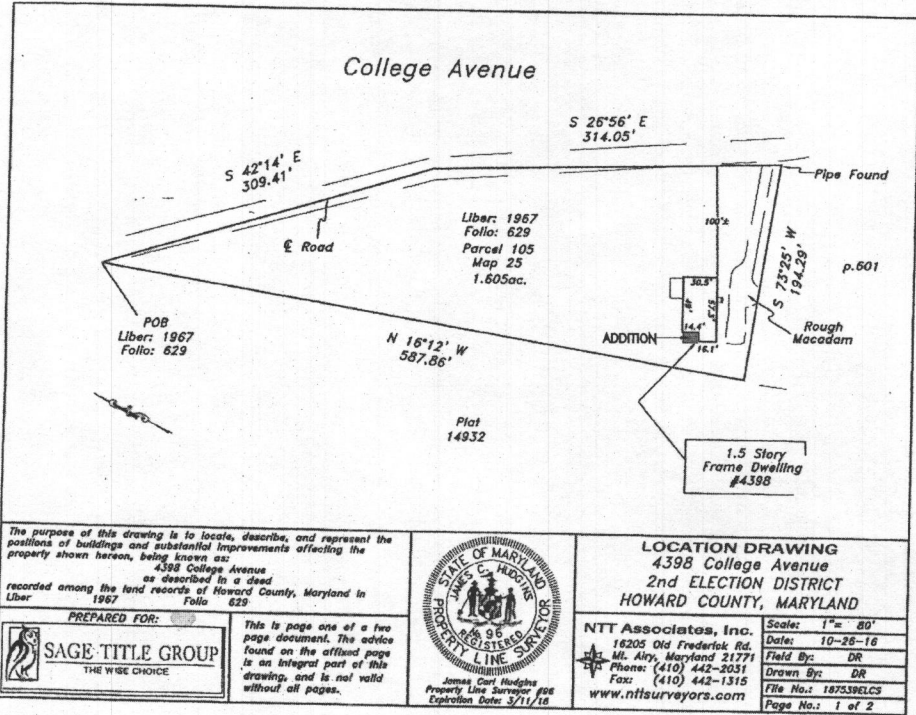 College Avenue
S 26°56' E
314.05'
S 42°14' E
309.41'
Pipe Found
℄ Road
Liber: 1967
Folio: 629
Parcel 105
Map 25
1.605ac.
100'±
S 73°25' W
194.29'
p.601
30.5'
14.4'
16.1'
ADDITION
Rough
Macadam
POB
Liber: 1967
Folio: 629
N 16°12' W
587.86'
Plat
14932
1.5 Story
Frame Dwelling
#4398
The purpose of this drawing is to locate, describe, and represent the
positions of buildings and substantial improvements affecting the
property shown hereon, being known as:
4398 College Avenue
as described in a deed
recorded among the land records of Howard County, Maryland in
Liber 1967 Folio 629
PREPARED FOR:
SAGE TITLE GROUP
THE WISE CHOICE
This is page one of a two
page document. The advice
found on the affixed page
is an integral part of this
drawing, and is not valid
without all pages.
STATE OF MARYLAND
JAMES C. HUDGINS
No. 96
REGISTERED
PROPERTY LINE SURVEYOR
James Carl Hudgins
Property Line Surveyor #96
Expiration Date: 3/11/18
LOCATION DRAWING
4398 College Avenue
2nd ELECTION DISTRICT
HOWARD COUNTY, MARYLAND
NTT Associates, Inc.
16205 Old Frederick Rd.
Mt. Airy, Maryland 21771
Phone: (410) 442-2031
Fax: (410) 442-1315
www.nttsurveyors.com
Scale: 1"= 80'
Date: 10-26-16
Field By: DR
Drawn By: DR
File No.: 187539ELCS
Page No.: 1 of 2